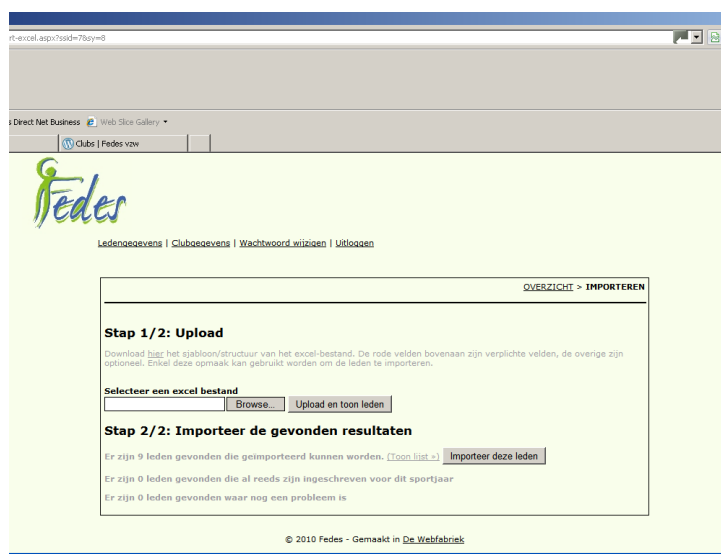 rt-excel.aspx?ssid=7&sy=8
s Direct Net Business Web Slice Gallery
Clubs | Fedes vzw
Fedes
Ledengegevens | Clubgegevens | Wachtwoord wijzigen | Uitloggen
OVERZICHT > IMPORTEREN
Stap 1/2: Upload
Download hier het sjabloon/structuur van het excel-bestand. De rode velden bovenaan zijn verplichte velden, de overige zijn
optioneel. Enkel deze opmaak kan gebruikt worden om de leden te importeren.
Selecteer een excel bestand
Browse... Upload en toon leden
Stap 2/2: Importeer de gevonden resultaten
Er zijn 9 leden gevonden die geïmporteerd kunnen worden. (Toon lijst ») Importeer deze leden
Er zijn 0 leden gevonden die al reeds zijn ingeschreven voor dit sportjaar
Er zijn 0 leden gevonden waar nog een probleem is
© 2010 Fedes - Gemaakt in De Webfabriek